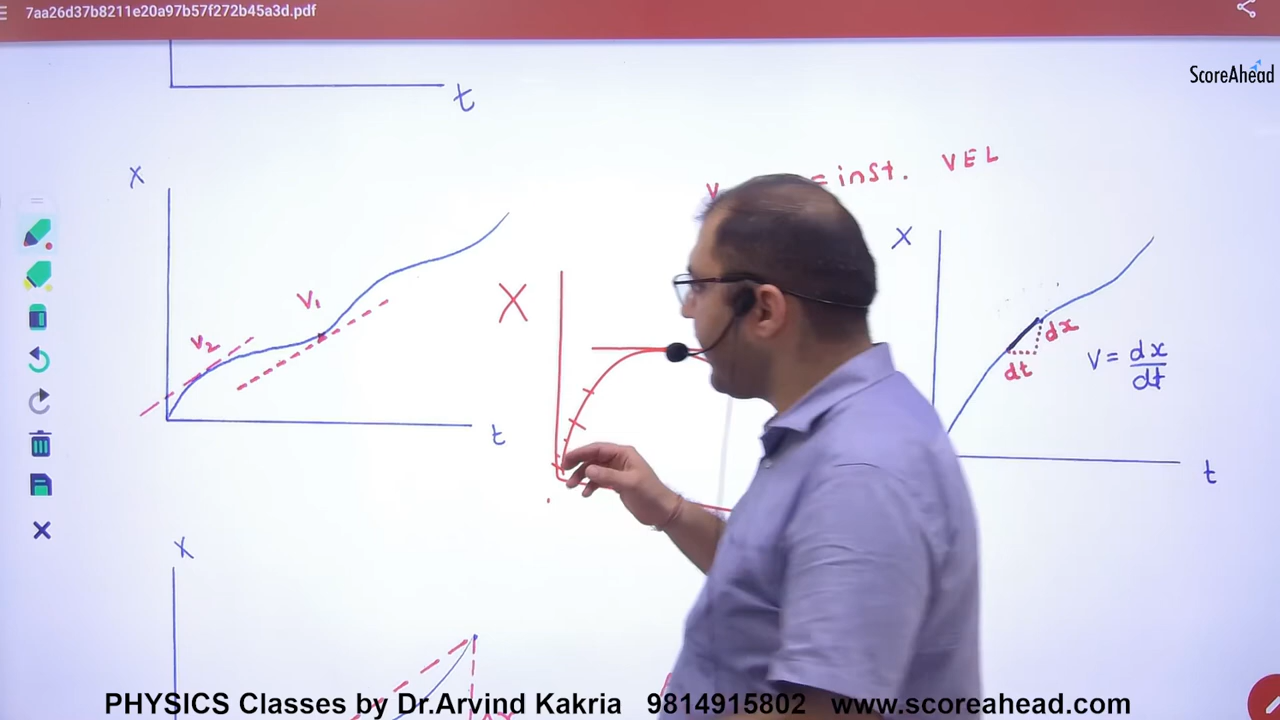 7aa26d37b8211e20a97b57f272b45a3d.pdf
ScoreAhead
t
X
V = inst. VEL
X
V1
X
V2
dx
dt
V = dx/dt
t
t
X
PHYSICS Classes by Dr.Arvind Kakria 9814915802 www.scoreahead.com